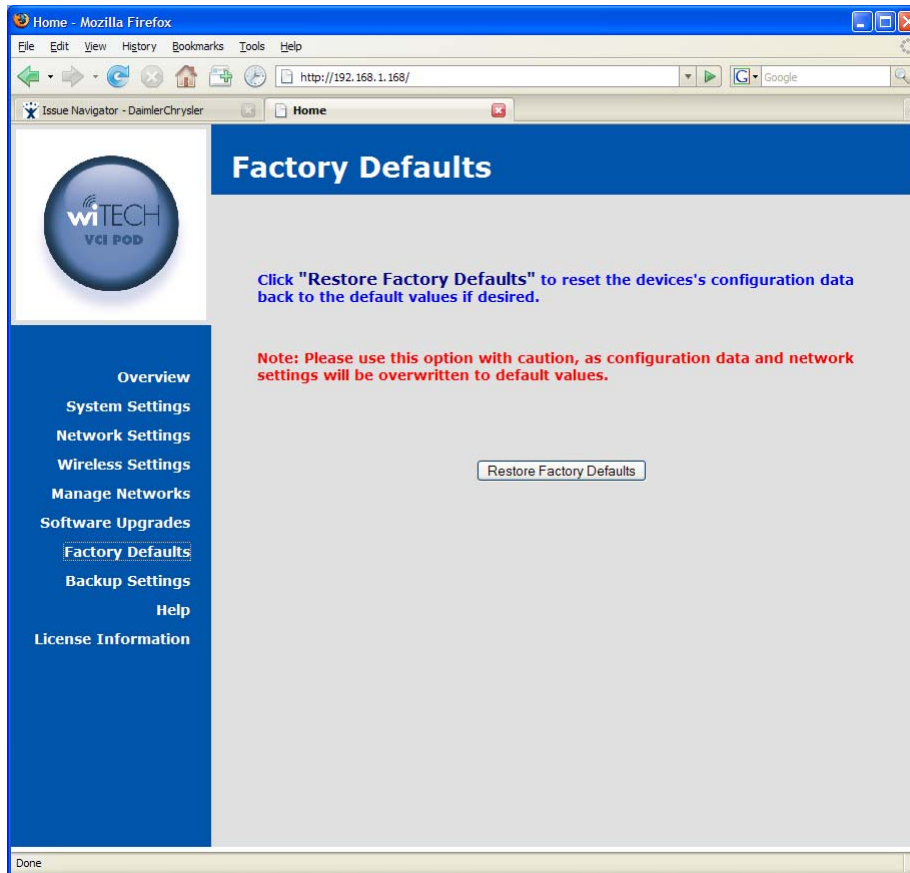 Home - Mozilla Firefox
File Edit View History Bookmarks Tools Help
http://192.168.1.168/
G Google
Issue Navigator - DaimlerChrysler
Home
wiTECH
VCI POD
Factory Defaults
Click "Restore Factory Defaults" to reset the devices's configuration data
back to the default values if desired.
Note: Please use this option with caution, as configuration data and network
settings will be overwritten to default values.
Restore Factory Defaults
Overview
System Settings
Network Settings
Wireless Settings
Manage Networks
Software Upgrades
Factory Defaults
Backup Settings
Help
License Information
Done